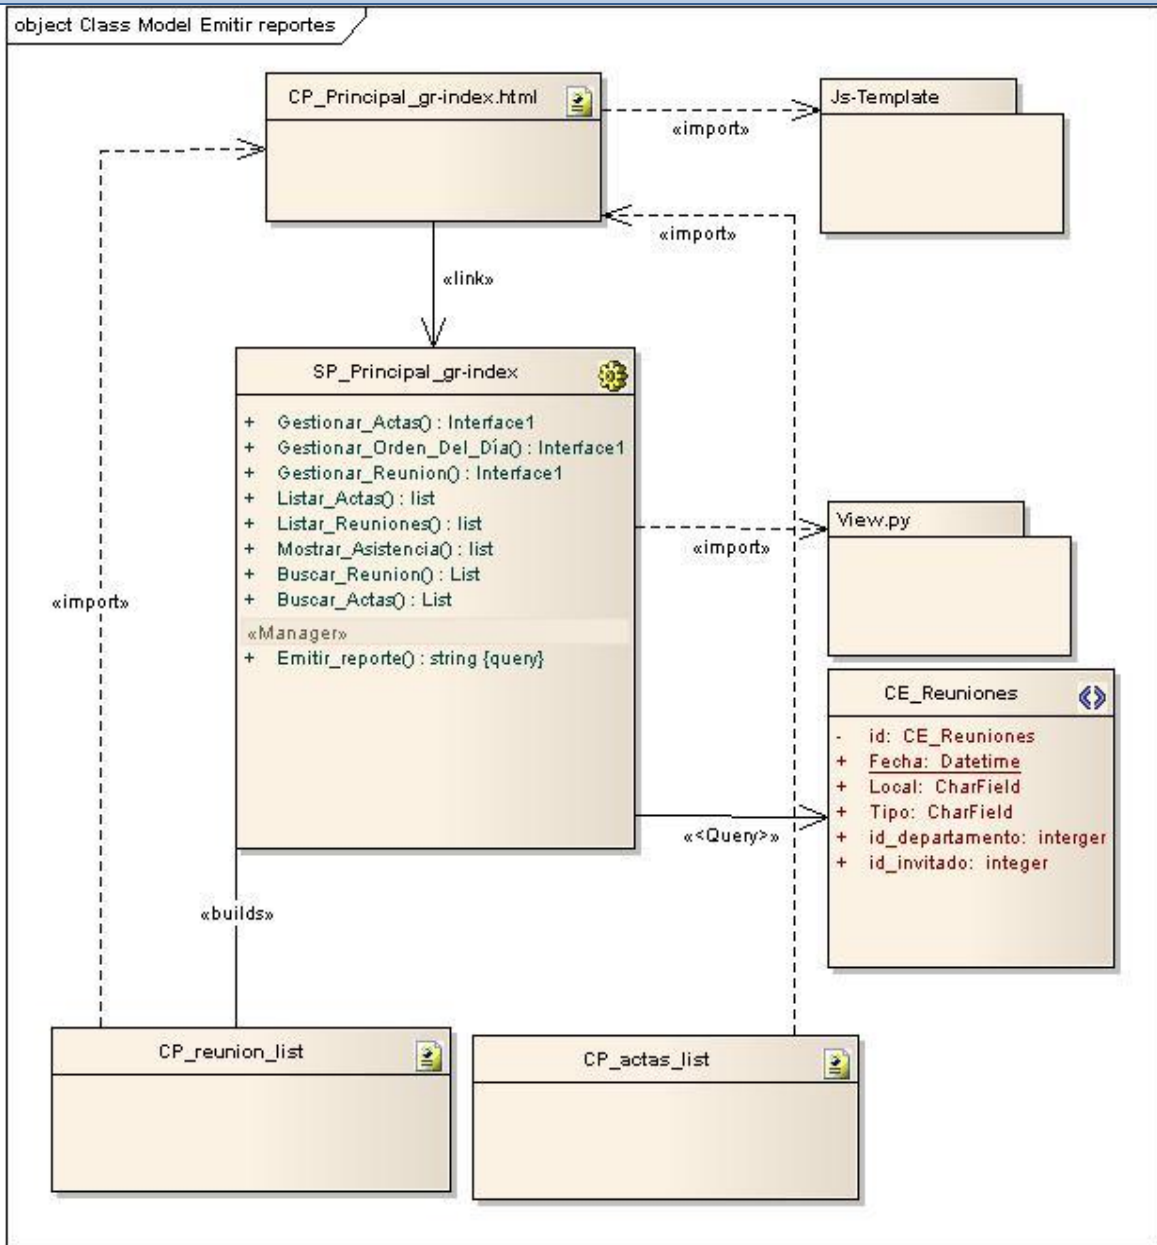 object Class Model Emitir reportes
CP_Principal_gr-index.html
Js-Template
«import»
«import»
«link»
SP_Principal_gr-index
+ Gestionar_Actas() : Interface1
+ Gestionar_Orden_Del_Día() : Interface1
+ Gestionar_Reunion() : Interface1
+ Listar_Actas() : list
+ Listar_Reuniones() : list
+ Mostrar_Asistencia() : list
+ Buscar_Reunion() : List
+ Buscar_Actas() : List
«Manager»
+ Emitir_reporte() : string {query}
View.py
«import»
«import»
CE_Reuniones
- id: CE_Reuniones
+ Fecha: Datetime
+ Local: CharField
+ Tipo: CharField
+ id_departamento: interger
+ id_invitado: integer
«<Query>»
«builds»
CP_reunion_list
CP_actas_list